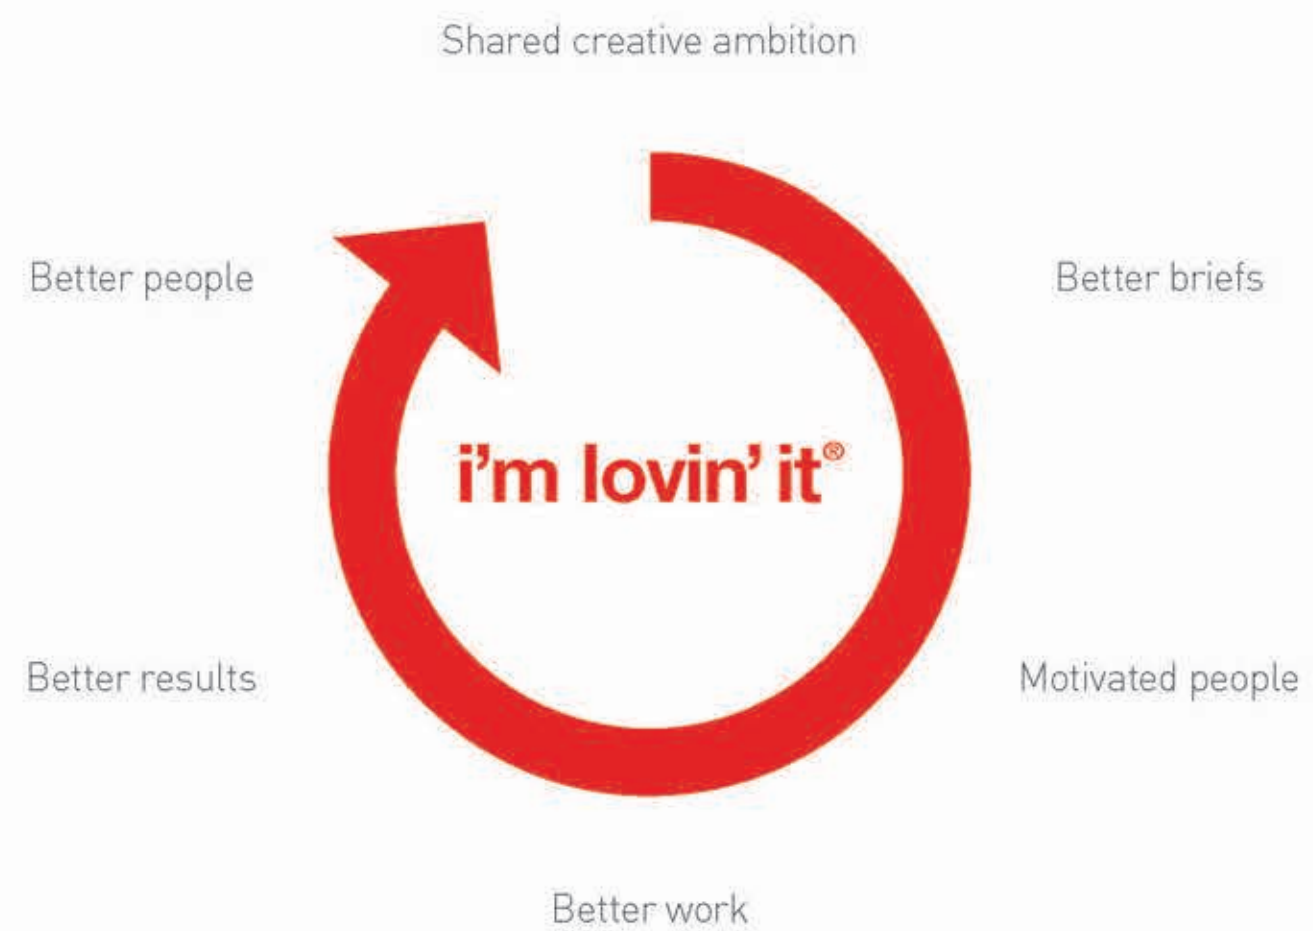 Shared creative ambition
Better briefs
Motivated people
Better work
Better results
Better people
i'm lovin' it®